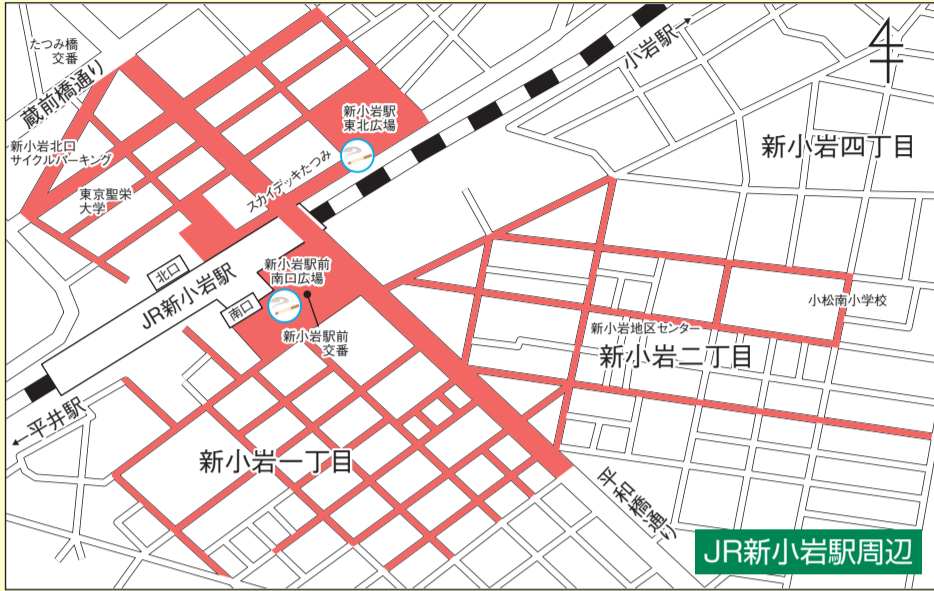 たつみ橋
交番
蔵前橋通り
新小岩北口
サイクルパーキング
東京聖栄
大学
新小岩駅
東北広場
スカイデッキたつみ
小岩駅→
新小岩四丁目
北口
JR新小岩駅
南口
新小岩駅前
南口広場
新小岩駅前
交番
小松南小学校
新小岩地区センター
新小岩二丁目
←平井駅
新小岩一丁目
平和橋通り
JR新小岩駅周辺